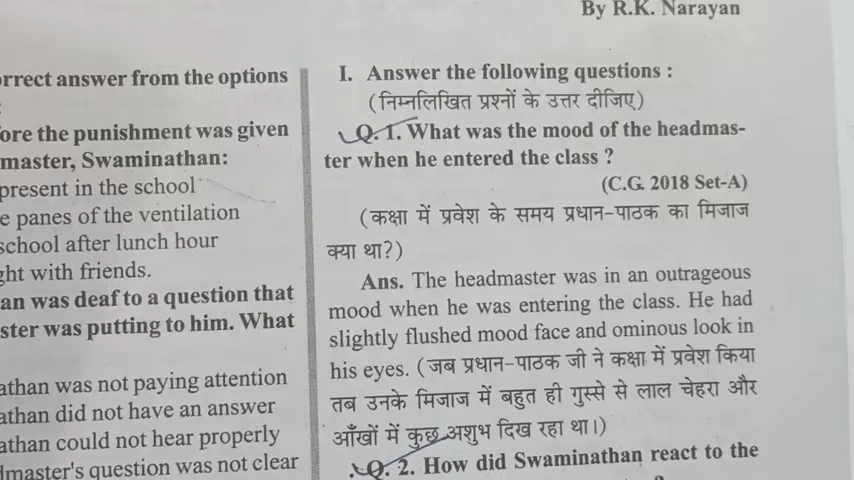 By R.K. Narayan
orrect answer from the options
:
ore the punishment was given
master, Swaminathan:
present in the school
e panes of the ventilation
school after lunch hour
ght with friends.
an was deaf to a question that
ster was putting to him. What
athan was not paying attention
athan did not have an answer
athan could not hear properly
dmaster's question was not clear
I. Answer the following questions :
(निम्नलिखित प्रश्नों के उत्तर दीजिए)
Q. 1. What was the mood of the headmas-
ter when he entered the class ?
(C.G. 2018 Set-A)
(कक्षा में प्रवेश के समय प्रधान-पाठक का मिजाज
क्या था?)
Ans. The headmaster was in an outrageous
mood when he was entering the class. He had
slightly flushed mood face and ominous look in
his eyes. (जब प्रधान-पाठक जी ने कक्षा में प्रवेश किया
तब उनके मिजाज में बहुत ही गुस्से से लाल चेहरा और
आँखों में कुछ अशुभ दिख रहा था।)
Q. 2. How did Swaminathan react to the